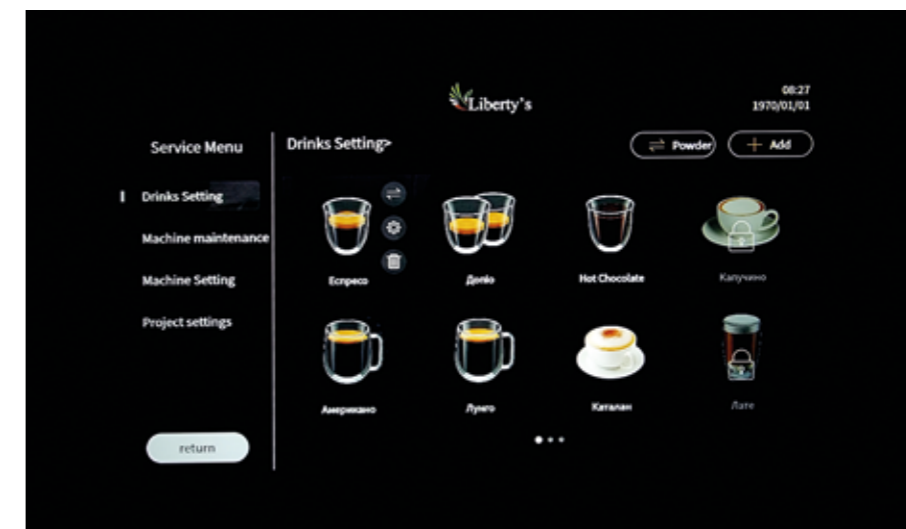 Liberty's
08:27
1970/01/01
Service Menu
Drinks Setting>
Powder
Add
Drinks Setting
Machine maintenance
Machine Setting
Project settings
Еспресо
Допіо
Hot Chocolate
Капучино
Американо
Лунго
Каталан
Лате
return